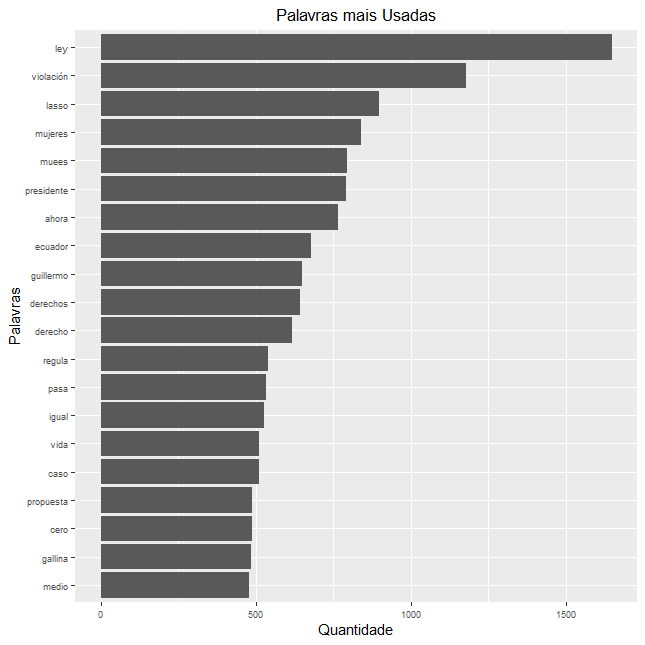 Palavras mais Usadas
ley
violación
lasso
mujeres
muees
presidente
ahora
ecuador
guillermo
derechos
derecho
regula
pasa
igual
vida
caso
propuesta
cero
gallina
medio
Palavras
0 500 1000 1500
Quantidade